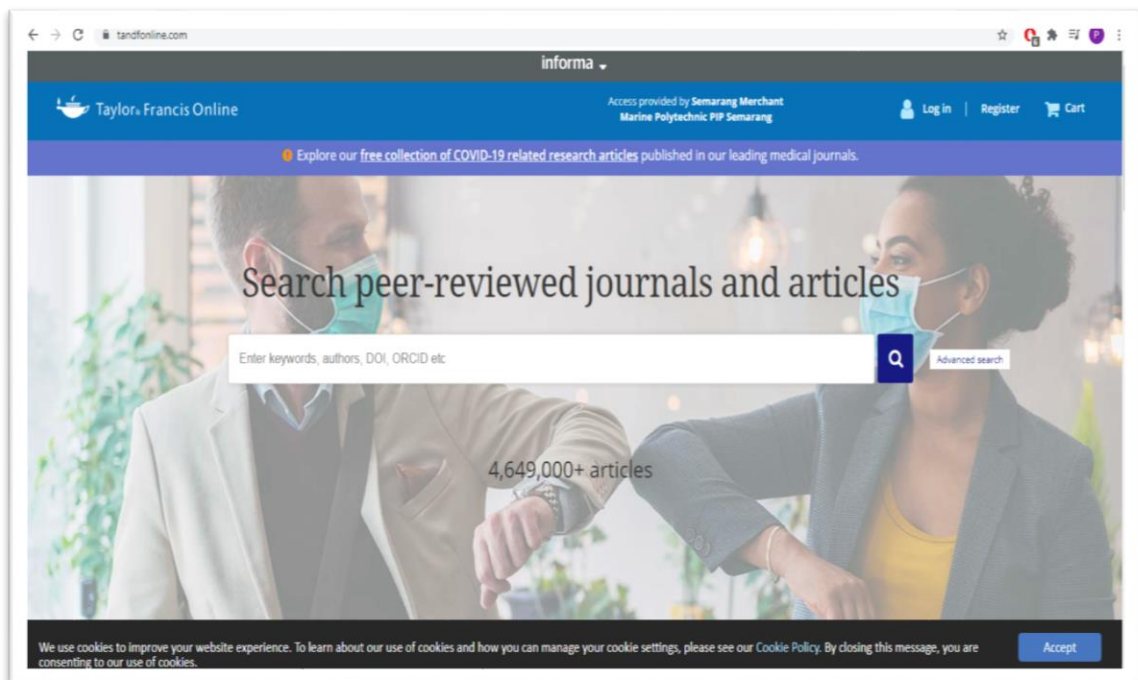 tandfonline.com
informa
Taylor & Francis Online
Access provided by Semarang Merchant
Marine Polytechnic PIP Semarang
Log in | Register Cart
Explore our free collection of COVID-19 related research articles published in our leading medical journals.
Search peer-reviewed journals and articles
Enter keywords, authors, DOI, ORCID etc
Advanced search
4,649,000+ articles
We use cookies to improve your website experience. To learn about our use of cookies and how you can manage your cookie settings, please see our Cookie Policy. By closing this message, you are
consenting to our use of cookies.
Accept